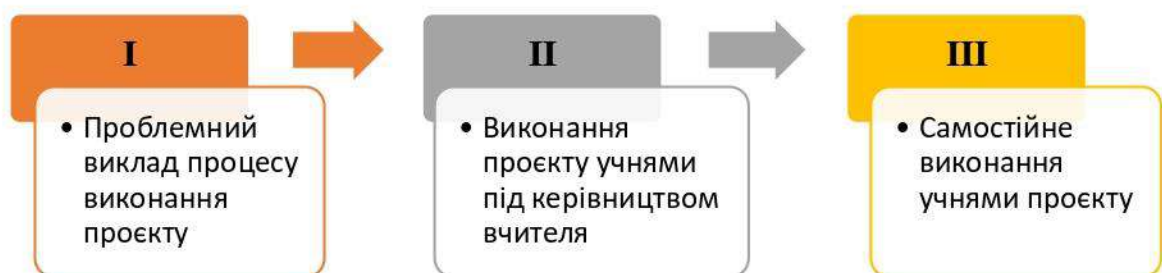 I
• Проблемний
виклад процесу
виконання
проєкту
II
• Виконання
проєкту учнями
під керівництвом
вчителя
III
• Самостійне
виконання
учнями проєкту